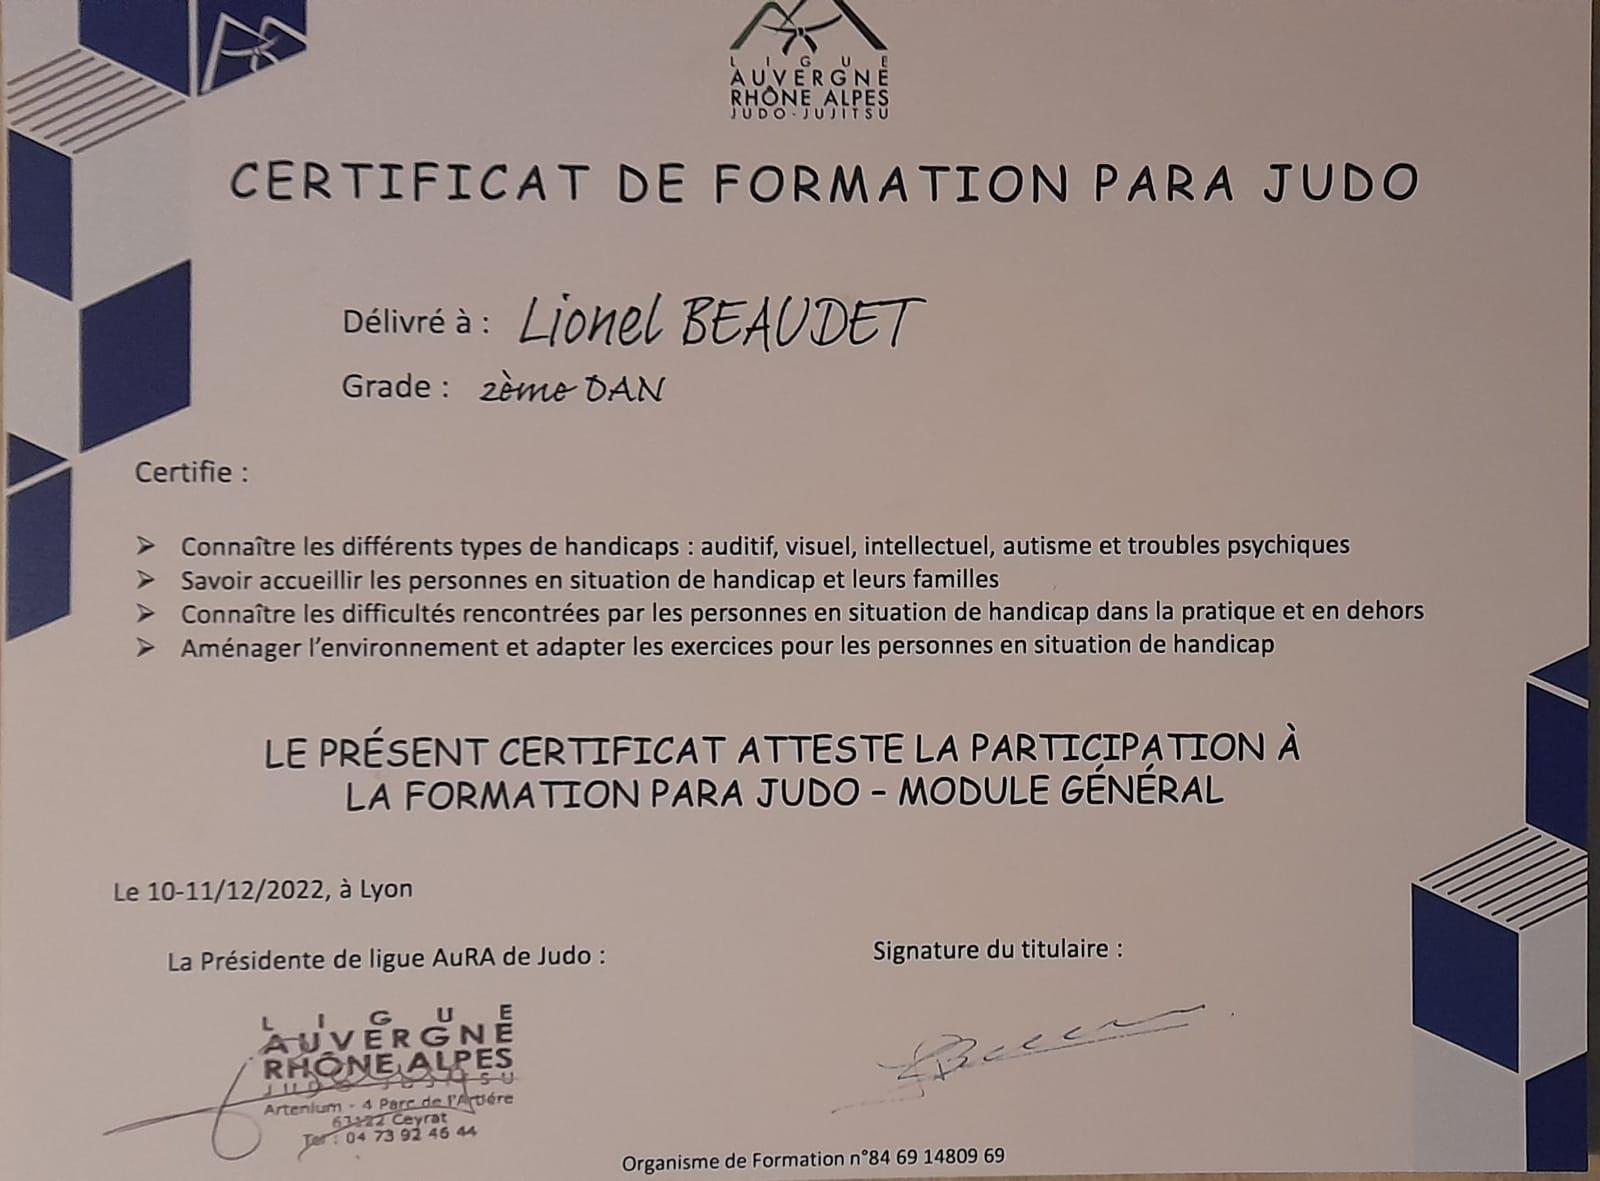 LIGUE
AUVERGNE
RHÔNE ALPES
JUDO-JUJITSU
CERTIFICAT DE FORMATION PARA JUDO
Délivré à : Lionel BEAUDET
Grade : 2ème DAN
Certifie :
➢ Connaître les différents types de handicaps : auditif, visuel, intellectuel, autisme et troubles psychiques
➢ Savoir accueillir les personnes en situation de handicap et leurs familles
➢ Connaître les difficultés rencontrées par les personnes en situation de handicap dans la pratique et en dehors
➢ Aménager l’environnement et adapter les exercices pour les personnes en situation de handicap
LE PRÉSENT CERTIFICAT ATTESTE LA PARTICIPATION À
LA FORMATION PARA JUDO – MODULE GÉNÉRAL
Le 10-11/12/2022, à Lyon
La Présidente de ligue AuRA de Judo :
Signature du titulaire :
LIGUE
AUVERGNE
RHÔNE ALPES
JUDO-JUJITSU
Artenium - 4 Parc de l'Artière
63122 Ceyrat
Tel : 04 73 92 46 44
Organisme de Formation n°84 69 14809 69